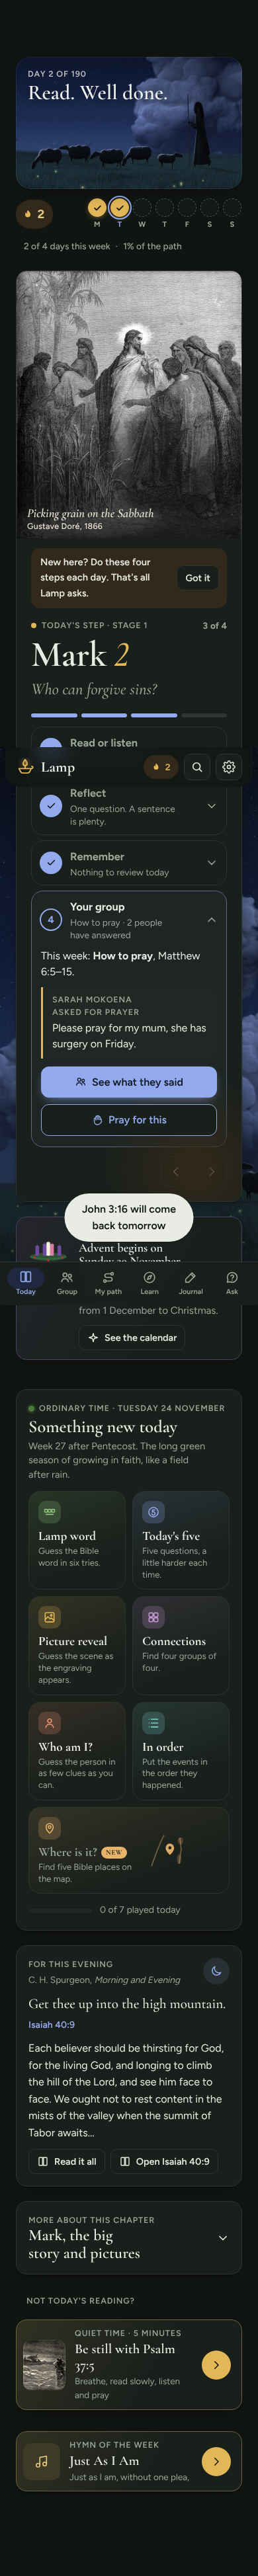 DAY 2 OF 190
Read. Well done.
2
M T W T F S S
2 of 4 days this week · 1% of the path
Picking grain on the Sabbath
Gustave Doré, 1866
New here? Do these four
steps each day. That's all
Lamp asks.
Got it
TODAY'S STEP · STAGE 1
3 of 4
Mark 2
Who can forgive sins?
Read or listen
Lamp
2
Reflect
One question. A sentence
is plenty.
Remember
Nothing to review today
4
Your group
How to pray · 2 people
have answered
This week: How to pray, Matthew
6:5–15.
SARAH MOKOENA
ASKED FOR PRAYER
Please pray for my mum, she has
surgery on Friday.
See what they said
Pray for this
John 3:16 will come
back tomorrow
Advent begins on
Sunday 29 November
Today
Group
My path
Learn
Journal
Ask
from 1 December to Christmas.
See the calendar
ORDINARY TIME · TUESDAY 24 NOVEMBER
Something new today
Week 27 after Pentecost. The long green
season of growing in faith, like a field
after rain.
Lamp word
Guess the Bible
word in six tries.
Today's five
Five questions, a
little harder each
time.
Picture reveal
Guess the scene as
the engraving
appears.
Connections
Find four groups of
four.
Who am I?
Guess the person in
as few clues as you
can.
In order
Put the events in
the order they
happened.
Where is it? NEW
Find five Bible places on
the map.
0 of 7 played today
FOR THIS EVENING
C. H. Spurgeon, Morning and Evening
Get thee up into the high mountain.
Isaiah 40:9
Each believer should be thirsting for God,
for the living God, and longing to climb
the hill of the Lord, and see him face to
face. We ought not to rest content in the
mists of the valley when the summit of
Tabor awaits…
Read it all
Open Isaiah 40:9
MORE ABOUT THIS CHAPTER
Mark, the big
story and pictures
NOT TODAY'S READING?
QUIET TIME · 5 MINUTES
Be still with Psalm
37:5
Breathe, read slowly, listen
and pray
HYMN OF THE WEEK
Just As I Am
Just as I am, without one plea,